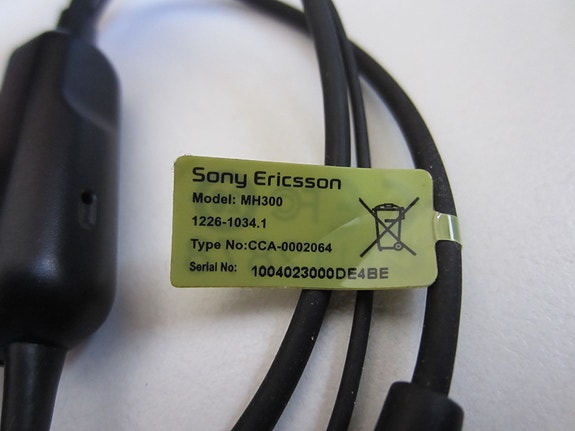 Sony Ericsson
Model: MH300
1226-1034.1
Type No:CCA-0002064
Serial No: 1004023000DE4BE